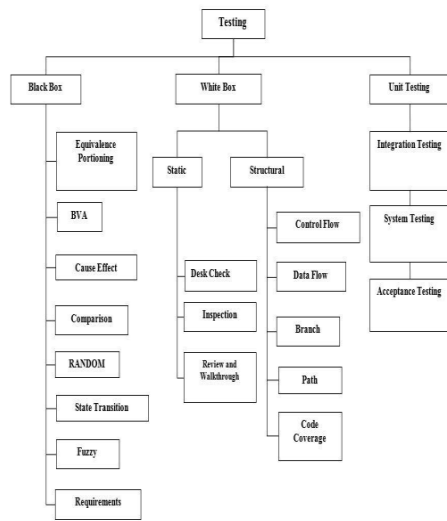 Testing
Black Box
White Box
Unit Testing
Equivalence
Portioning
BVA
Cause Effect
Comparison
RANDOM
State Transition
Fuzzy
Requirements
Static
Structural
Desk Check
Inspection
Review and
Walkthrough
Control Flow
Data Flow
Branch
Path
Code
Coverage
Integration Testing
System Testing
Acceptance Testing